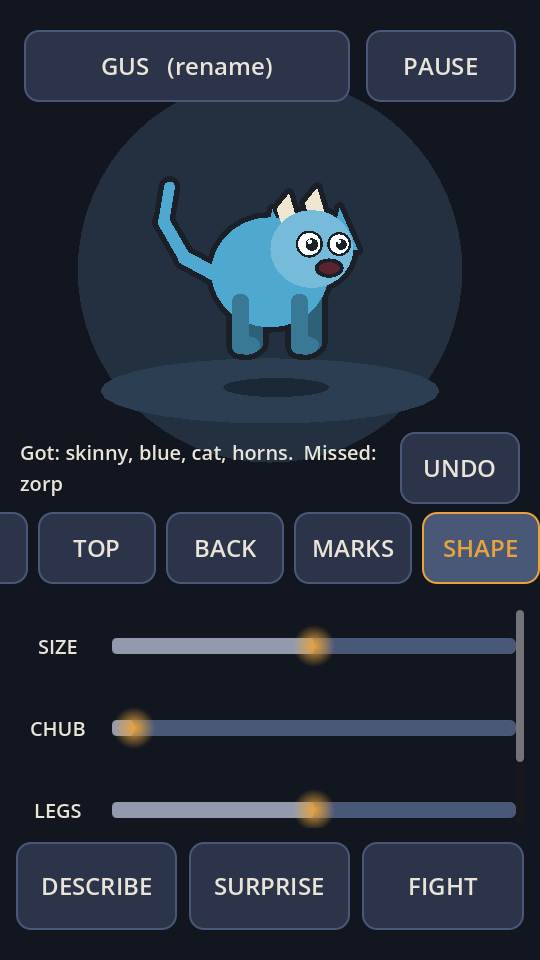 GUS (rename)
PAUSE
Got: skinny, blue, cat, horns. Missed:
zorp
UNDO
TOP
BACK
MARKS
SHAPE
SIZE
CHUB
LEGS
DESCRIBE
SURPRISE
FIGHT